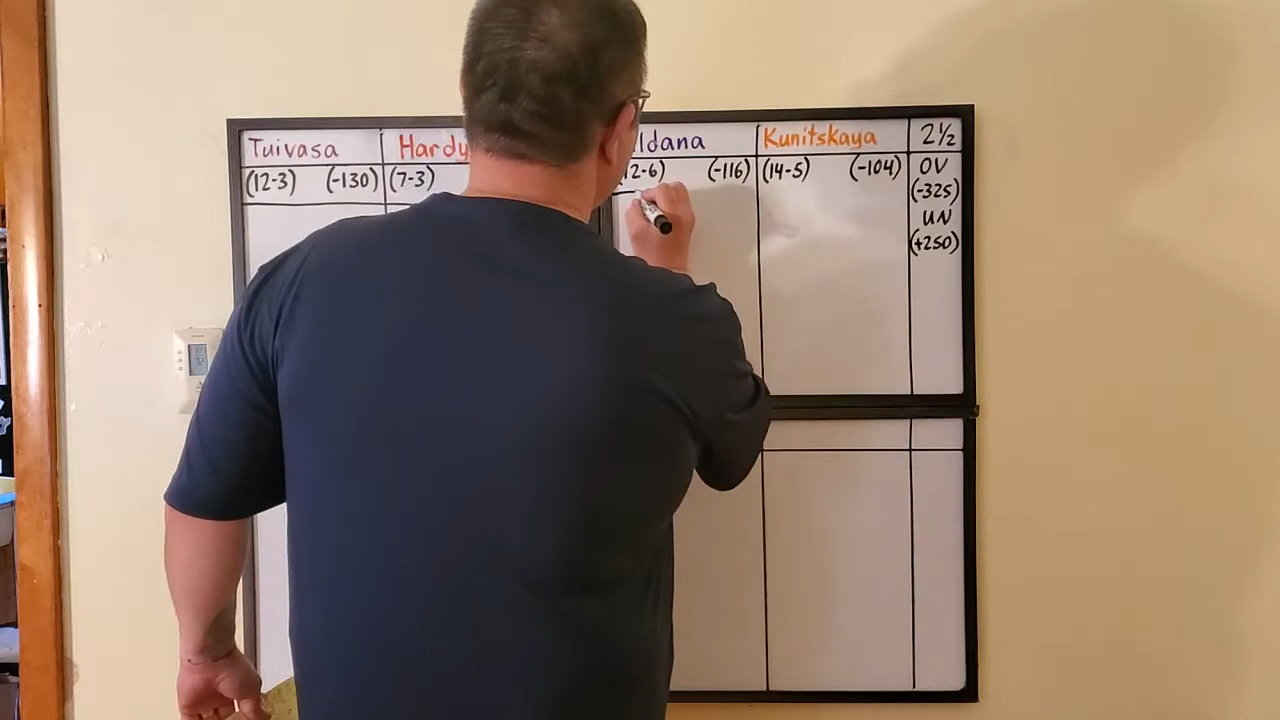 Tuivasa Hardy ldana Kunitskaya 2½
(12-3) (-130) (7-3) 12-6) (-116) (14-5) (-104) OV
(-325)
UN
(+250)